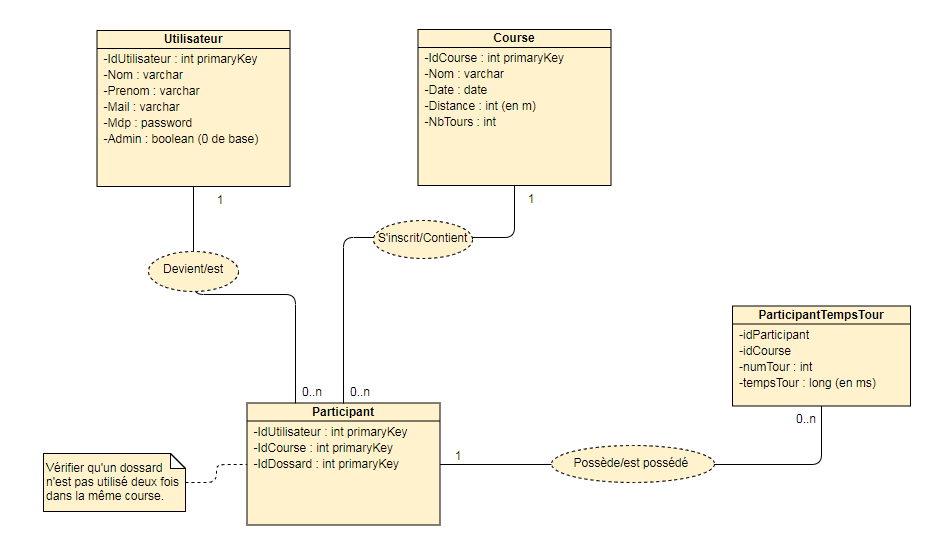 Utilisateur
-IdUtilisateur : int primaryKey
-Nom : varchar
-Prenom : varchar
-Mail : varchar
-Mdp : password
-Admin : boolean (0 de base)
1
Course
-IdCourse : int primaryKey
-Nom : varchar
-Date : date
-Distance : int (en m)
-NbTours : int
1
S'inscrit/Contient
Devient/est
0..n
0..n
Participant
-IdUtilisateur : int primaryKey
-IdCourse : int primaryKey
-IdDossard : int primaryKey
Vérifier qu'un dossard
n'est pas utilisé deux fois
dans la même course.
1
Possède/est possédé
ParticipantTempsTour
-idParticipant
-idCourse
-numTour : int
-tempsTour : long (en ms)
0..n